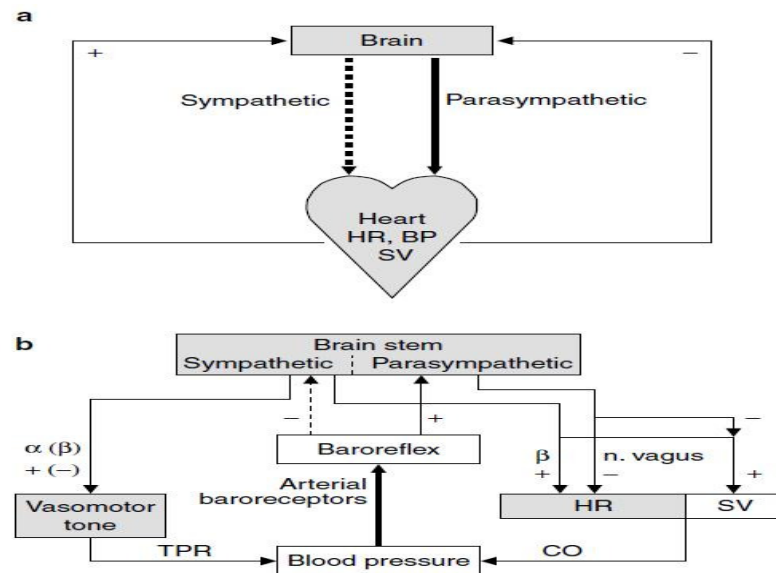 a
Brain
+
−
Sympathetic
Parasympathetic
Heart
HR, BP
SV
b
Brain stem
Sympathetic Parasympathetic
−
+
−
α (β)
+ (−)
Baroreflex
β
n. vagus
+
−
+
Arterial
baroreceptors
Vasomotor
tone
HR
SV
TPR
Blood pressure
CO